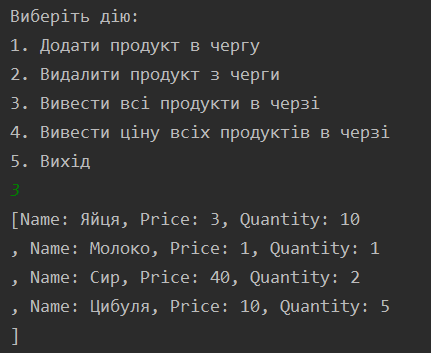 Виберіть дію:
1. Додати продукт в чергу
2. Видалити продукт з черги
3. Вивести всі продукти в черзі
4. Вивести ціну всіх продуктів в черзі
5. Вихід
3
[Name: Яйця, Price: 3, Quantity: 10
, Name: Молоко, Price: 1, Quantity: 1
, Name: Сир, Price: 40, Quantity: 2
, Name: Цибуля, Price: 10, Quantity: 5
]